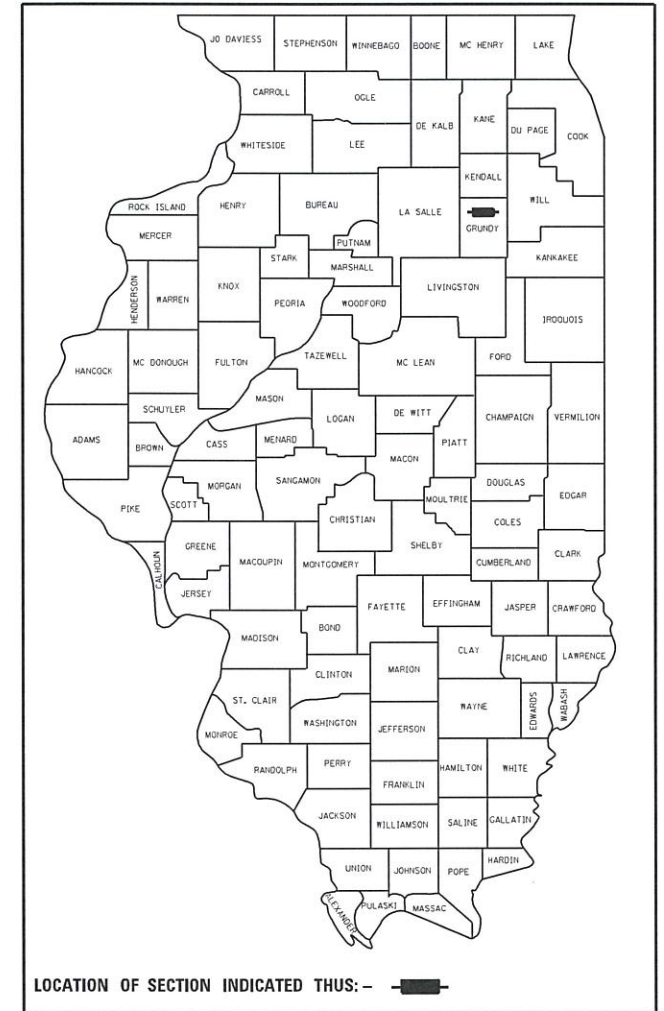 JO DAVIESS
STEPHENSON
WINNEBAGO
BOONE
MC HENRY
LAKE
CARROLL
OGLE
DE KALB
KANE
DU PAGE
COOK
WHITESIDE
LEE
KENDALL
ROCK ISLAND
HENRY
BUREAU
LA SALLE
WILL
GRUNDY
MERCER
PUTNAM
STARK
MARSHALL
KANKAKEE
HENDERSON
WARREN
KNOX
PEORIA
WOODFORD
LIVINGSTON
IROQUOIS
HANCOCK
MC DONOUGH
FULTON
TAZEWELL
MC LEAN
FORD
SCHUYLER
MASON
LOGAN
DE WITT
CHAMPAIGN
VERMILION
ADAMS
BROWN
CASS
MENARD
MACON
PIATT
PIKE
SCOTT
MORGAN
SANGAMON
CHRISTIAN
MOULTRIE
DOUGLAS
EDGAR
COLES
CALHOUN
GREENE
MACOUPIN
MONTGOMERY
SHELBY
CUMBERLAND
CLARK
JERSEY
FAYETTE
EFFINGHAM
JASPER
CRAWFORD
MADISON
BOND
CLAY
RICHLAND
LAWRENCE
CLINTON
MARION
ST. CLAIR
WAYNE
EDWARDS
WABASH
WASHINGTON
MONROE
JEFFERSON
RANDOLPH
PERRY
HAMILTON
WHITE
FRANKLIN
JACKSON
WILLIAMSON
SALINE
GALLATIN
UNION
JOHNSON
POPE
HARDIN
ALEXANDER
PULASKI
MASSAC
LOCATION OF SECTION INDICATED THUS: –